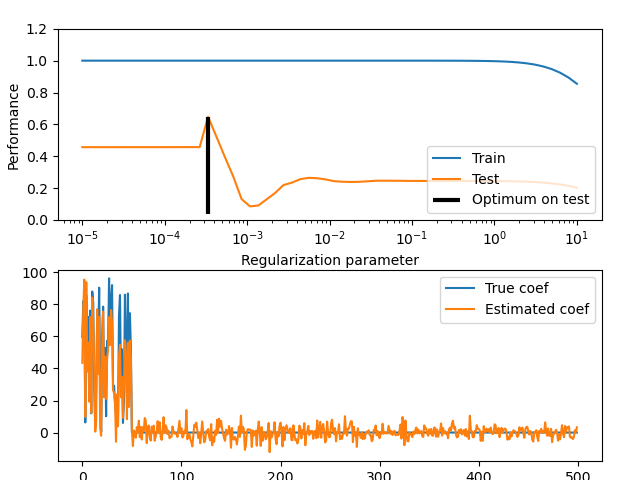 1.2
1.0
0.8
0.6
0.4
0.2
0.0
Performance
Train
Test
Optimum on test
10⁻⁵ 10⁻⁴ 10⁻³ 10⁻² 10⁻¹ 10⁰ 10¹
Regularization parameter
100
80
60
40
20
0
True coef
Estimated coef
0 100 200 300 400 500